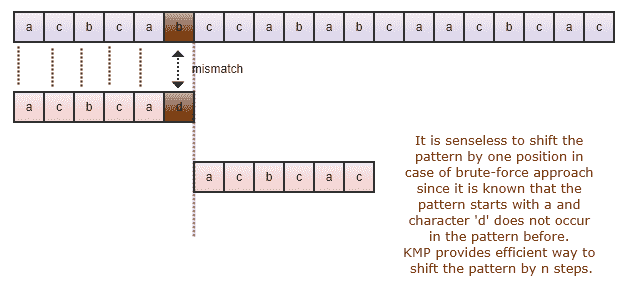 a c b c a b c c a b a b c a a c b c a c
mismatch
a c b c a d
a c b c a c
It is senseless to shift the
pattern by one position in
case of brute-force approach
since it is known that the
pattern starts with a and
character 'd' does not occur
in the pattern before.
KMP provides efficient way to
shift the pattern by n steps.